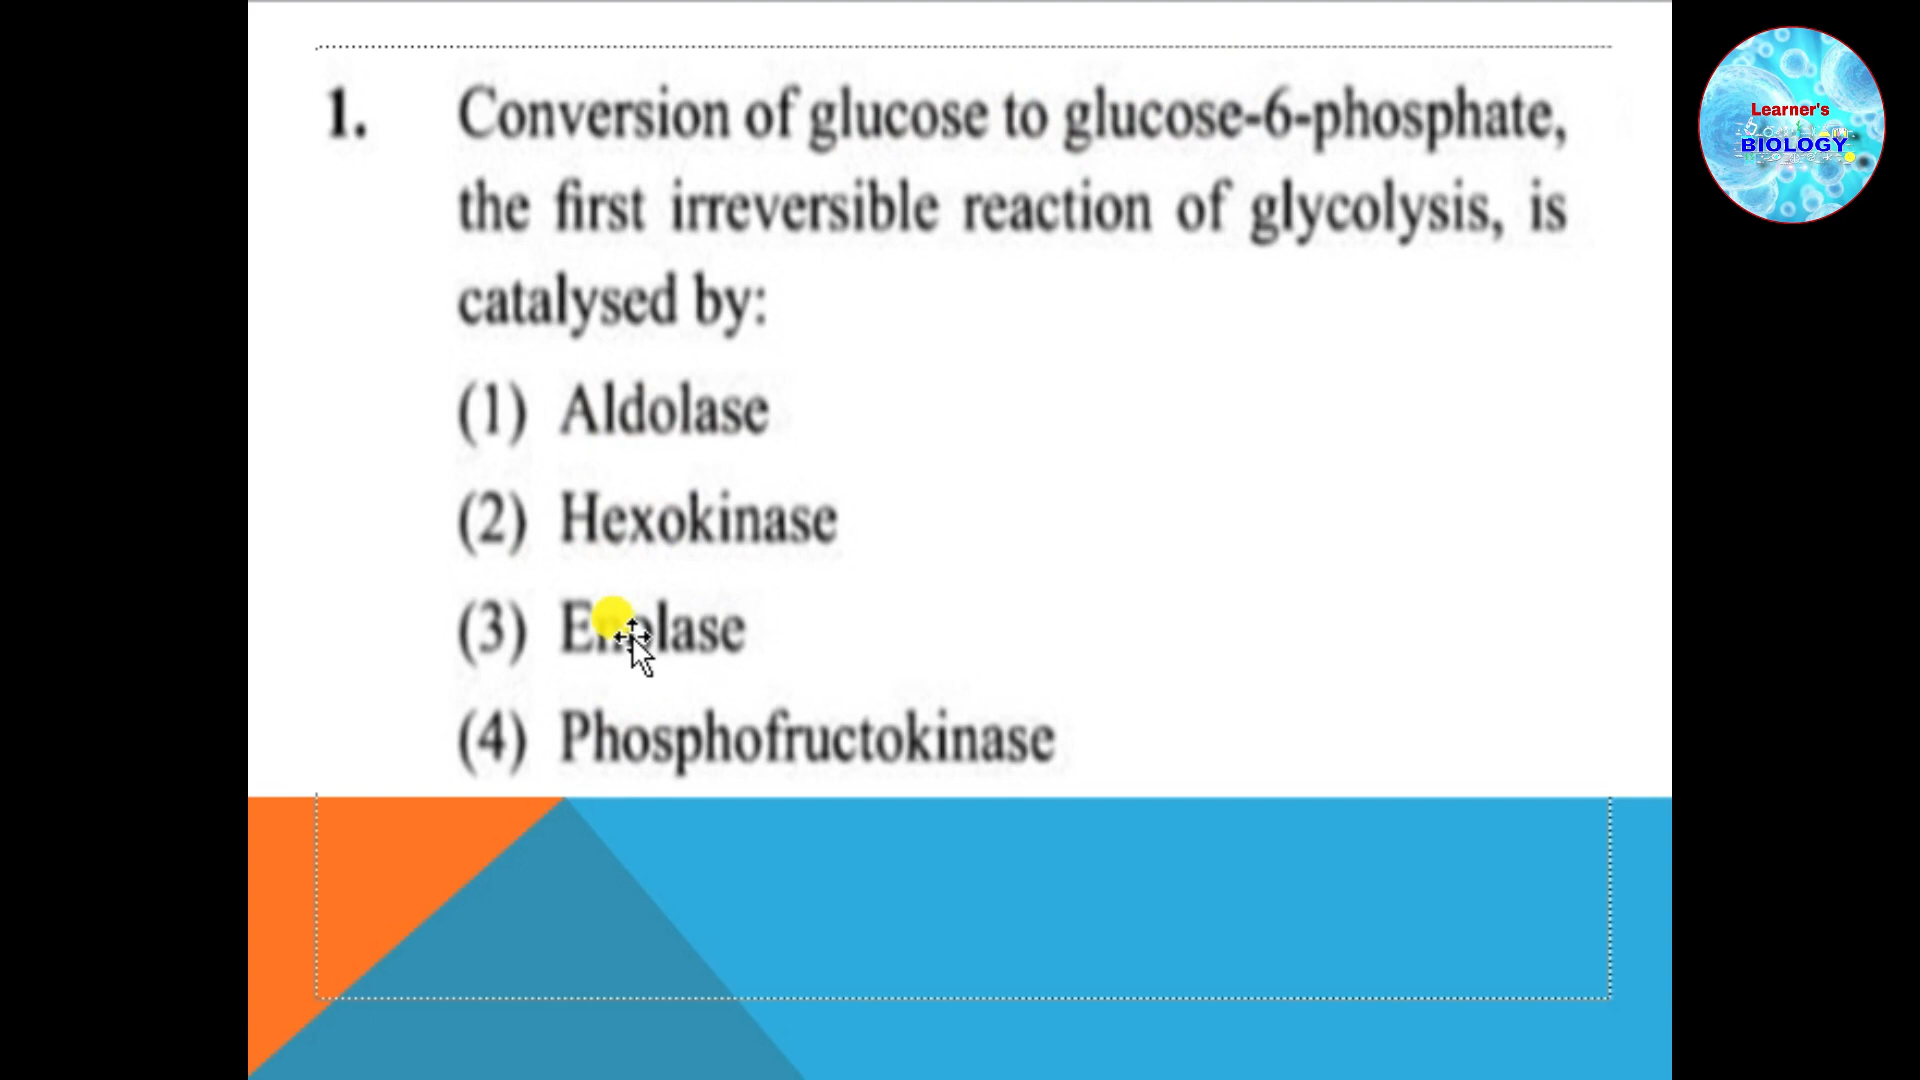 1. Conversion of glucose to glucose-6-phosphate,
the first irreversible reaction of glycolysis, is
catalysed by:
(1) Aldolase
(2) Hexokinase
(3) Enolase
(4) Phosphofructokinase
Learner's
BIOLOGY